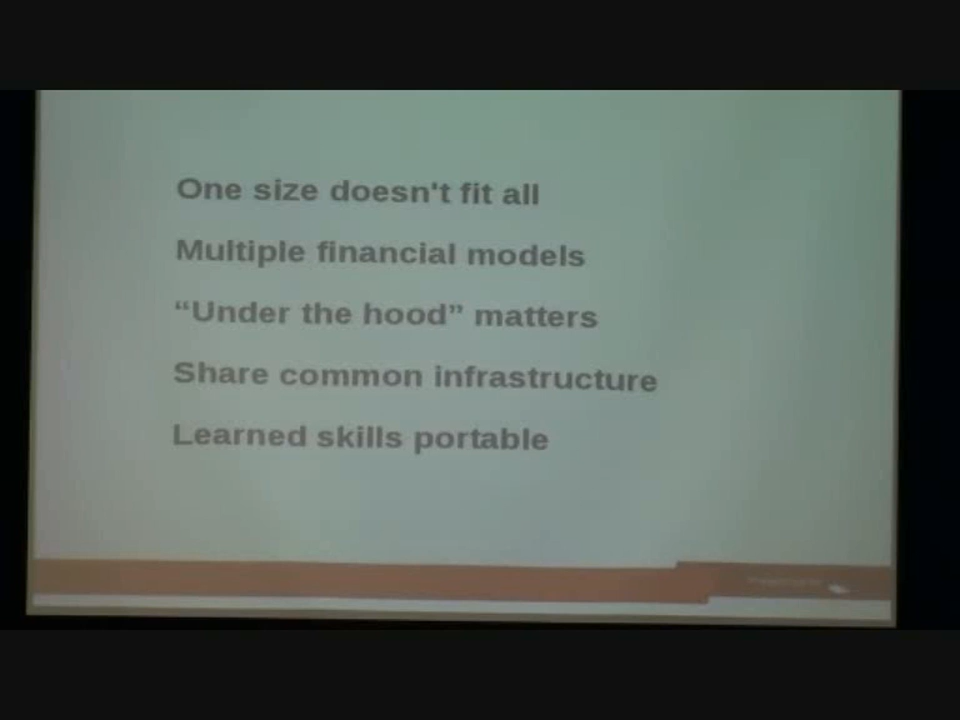 One size doesn't fit all
Multiple financial models
“Under the hood” matters
Share common infrastructure
Learned skills portable